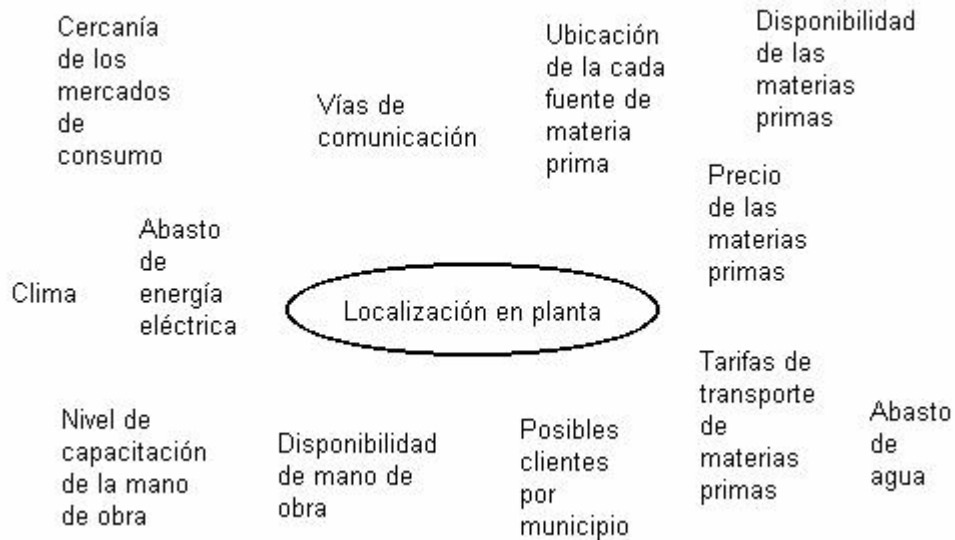 Cercanía
de los
mercados
de
consumo
Vías de
comunicación
Ubicación
de la cada
fuente de
materia
prima
Disponibilidad
de las
materias
primas
Precio
de las
materias
primas
Clima
Abasto
de
energía
eléctrica
Localización en planta
Nivel de
capacitación
de la mano
de obra
Disponibilidad
de mano de
obra
Posibles
clientes
por
municipio
Tarifas de
transporte
de
materias
primas
Abasto
de
agua